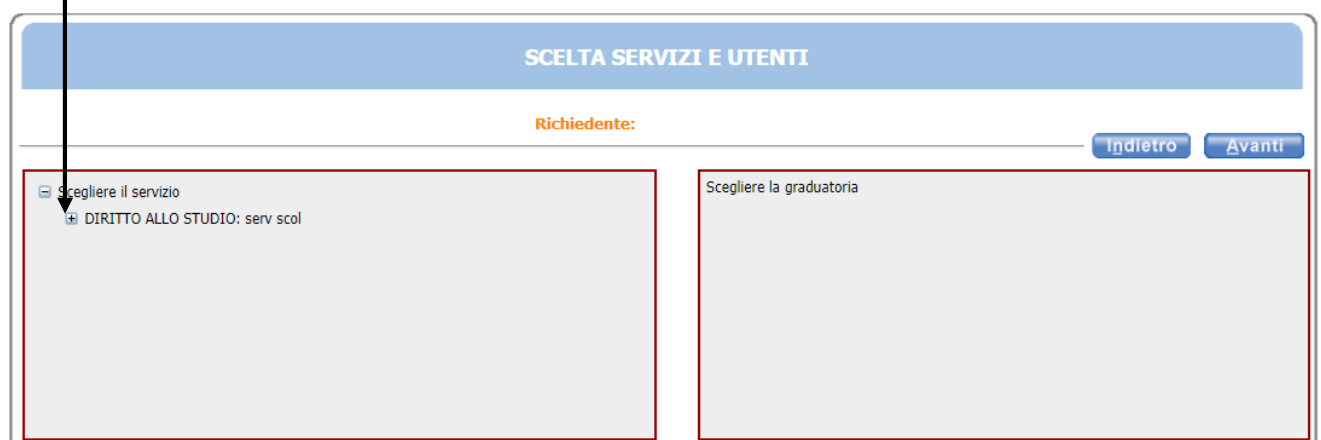 SCELTA SERVIZI E UTENTI
Richiedente:
Indietro
Avanti
Scegliere il servizio
DIRITTO ALLO STUDIO: serv scol
Scegliere la graduatoria